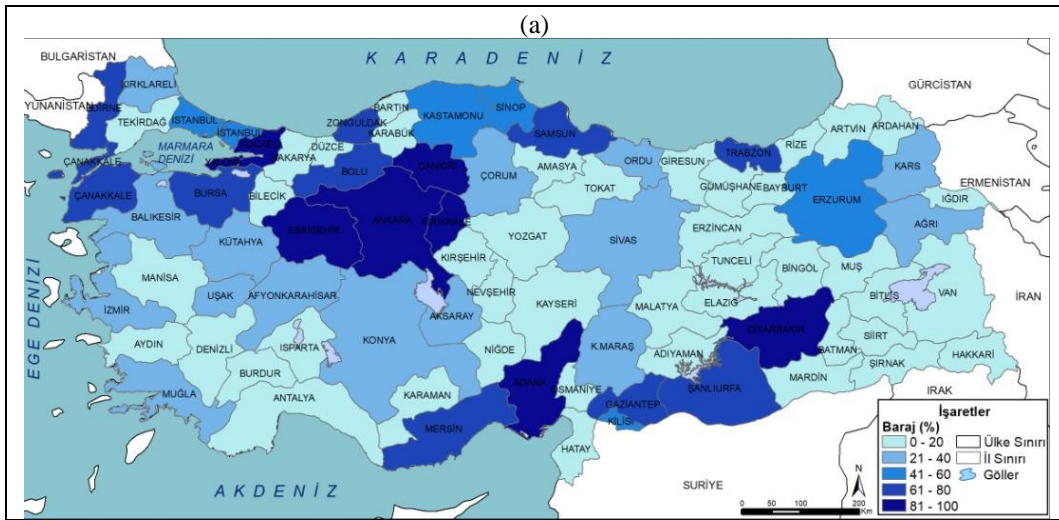 (a)
BULGARİSTAN
K A R A D E N İ Z
GÜRCİSTAN
YUNANİSTAN
EDİRNE
KIRKLARELİ
TEKİRDAĞ
İSTANBUL
İSTANBUL
KOCAELİ
MARMARA
DENİZİ
YALOVA
SAKARYA
DÜZCE
ZONGULDAK
BARTIN
KARABÜK
KASTAMONU
SİNOP
SAMSUN
ORDU
GİRESUN
TRABZON
RİZE
ARTVİN
ARDAHAN
ÇANAKKALE
ÇANAKKALE
BALIKESİR
BURSA
BİLECİK
BOLU
ÇANKIRI
ÇORUM
AMASYA
TOKAT
GÜMÜŞHANE
BAYBURT
ERZURUM
KARS
ERMENİSTAN
IĞDIR
AĞRI
KÜTAHYA
ESKİŞEHİR
ANKARA
KIRIKKALE
YOZGAT
SİVAS
ERZİNCAN
TUNCELİ
BİNGÖL
MUŞ
BİTLİS
VAN
İRAN
EGE DENİZİ
MANİSA
İZMİR
UŞAK
AFYONKARAHİSAR
KIRŞEHİR
NEVŞEHİR
AKSARAY
KAYSERİ
MALATYA
ELAZIĞ
DİYARBAKIR
BATMAN
SİİRT
ŞIRNAK
HAKKARİ
AYDIN
DENİZLİ
ISPARTA
BURDUR
KONYA
NİĞDE
K.MARAŞ
ADIYAMAN
MARDİN
MUĞLA
ANTALYA
KARAMAN
MERSİN
ADANA
OSMANİYE
GAZİANTEP
KİLİS
ŞANLIURFA
HATAY
IRAK
SURİYE
A K D E N İ Z
N
0 50 100 200
Km
İşaretler
Baraj (%)
0 - 20
21 - 40
41 - 60
61 - 80
81 - 100
Ülke Sınırı
İl Sınırı
Göller